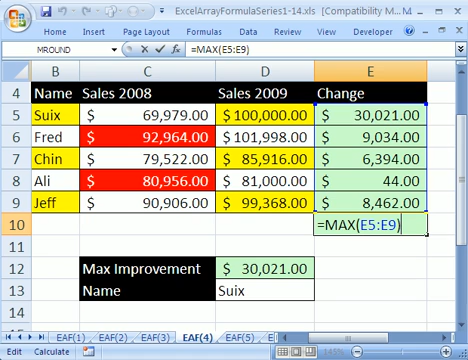 ExcelArrayFormulaSeries1-14.xls [Compatibility M...
Home Insert Page Layout Formulas Data Review View Developer
MROUND =MAX(E5:E9)
B C D E
4 Name Sales 2008 Sales 2009 Change
5 Suix $ 69,979.00 $ 100,000.00 $ 30,021.00
6 Fred $ 92,964.00 $ 101,998.00 $ 9,034.00
7 Chin $ 79,522.00 $ 85,916.00 $ 6,394.00
8 Ali $ 80,956.00 $ 81,000.00 $ 44.00
9 Jeff $ 90,906.00 $ 99,368.00 $ 8,462.00
10 =MAX(E5:E9)
11
12 Max Improvement $ 30,021.00
13 Name Suix
14
EAF(1) EAF(2) EAF(3) EAF(4) EAF(5)
Edit Calculate 145%